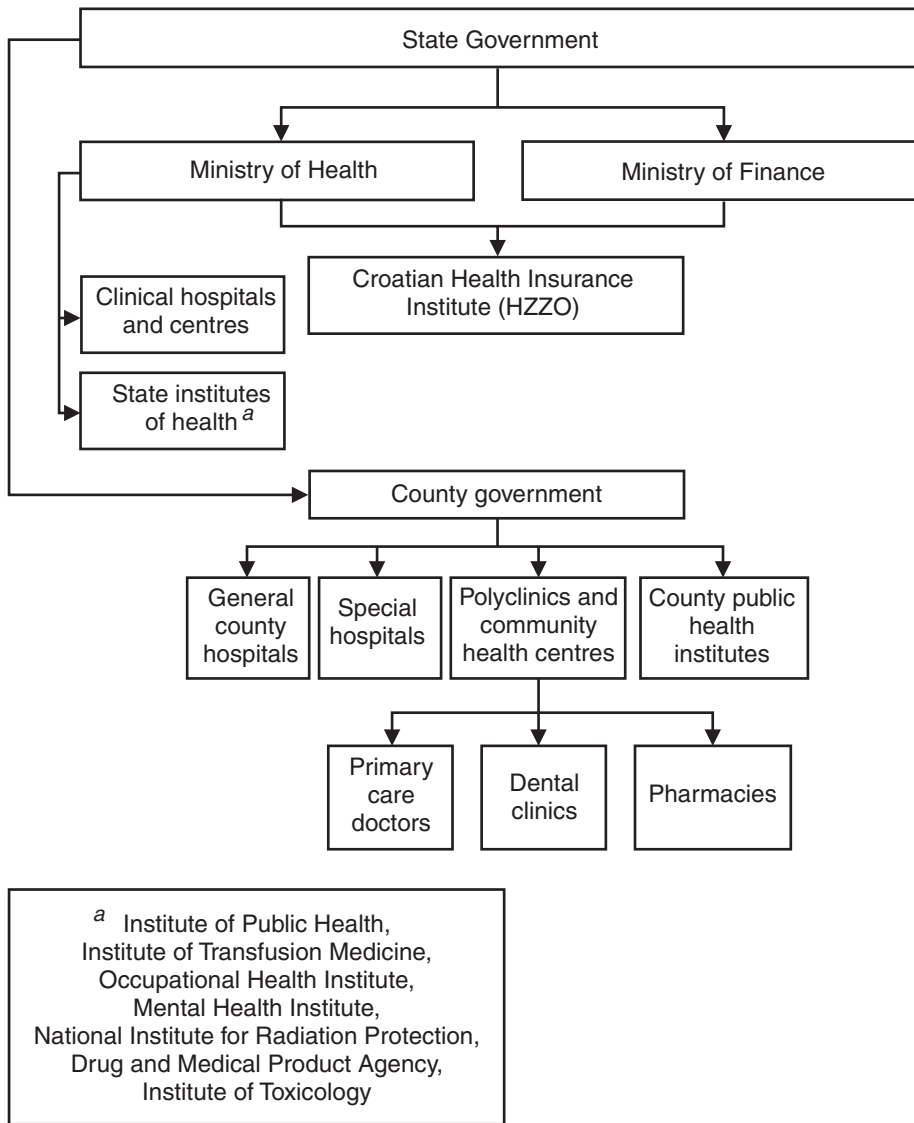 State Government
Ministry of Health
Ministry of Finance
Croatian Health Insurance
Institute (HZZO)
Clinical hospitals
and centres
State institutes
of health a
County government
General
county
hospitals
Special
hospitals
Polyclinics and
community
health centres
County public
health
institutes
Primary
care
doctors
Dental
clinics
Pharmacies
a Institute of Public Health,
Institute of Transfusion Medicine,
Occupational Health Institute,
Mental Health Institute,
National Institute for Radiation Protection,
Drug and Medical Product Agency,
Institute of Toxicology